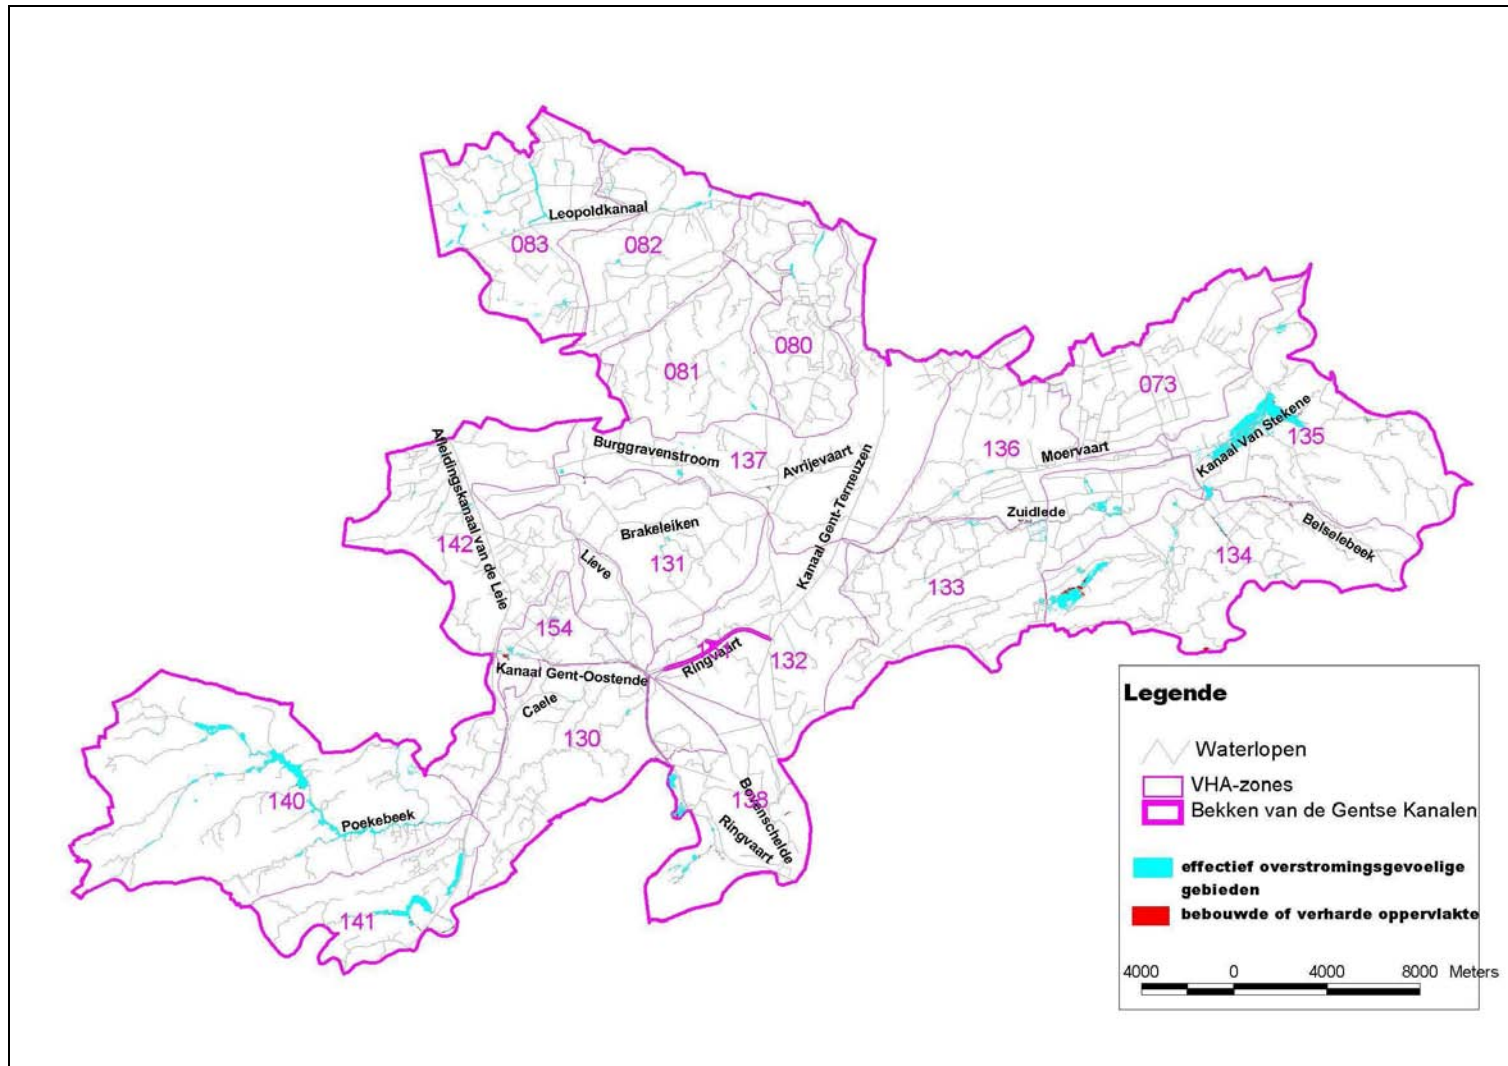 Leopoldkanaal
083
082
080
081
073
Kanaal Van Stekene
135
Afleidingskanaal van de Leie
Burggravenstroom
137
Avrijevaart
136
Moervaart
Kanaal Gent-Terneuzen
Zuidlede
Brakeleiken
142
Lieve
131
Belselebeek
134
133
154
Ringvaart
132
Kanaal Gent-Oostende
Caele
130
140
Poekebeek
138
Bovenschelde
Ringvaart
141
Legende
Waterlopen
VHA-zones
Bekken van de Gentse Kanalen
effectief overstromingsgevoelige
gebieden
bebouwde of verharde oppervlakte
4000 0 4000 8000 Meters